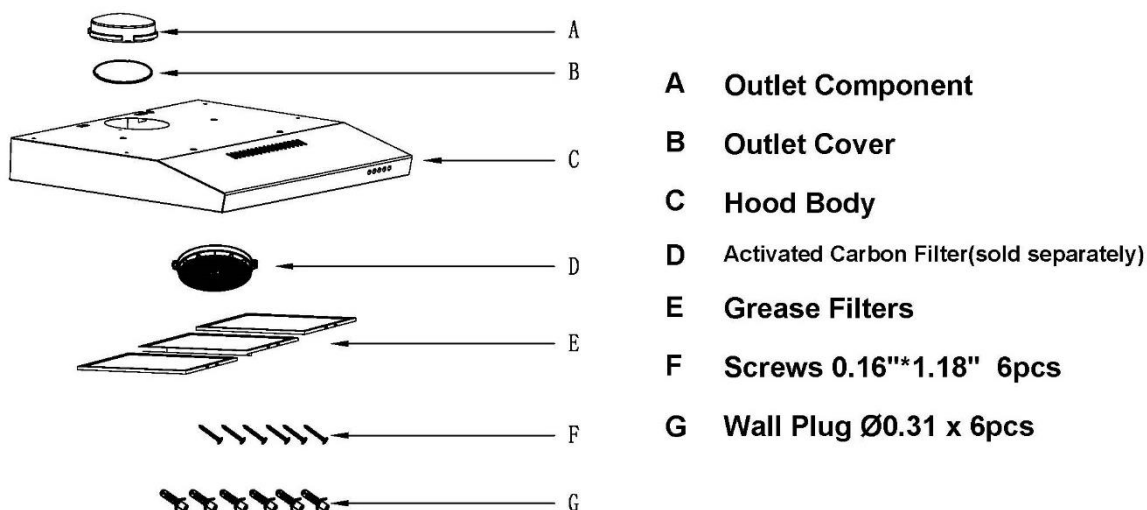 A
B
C
D
E
F
G
A Outlet Component
B Outlet Cover
C Hood Body
D Activated Carbon Filter(sold separately)
E Grease Filters
F Screws 0.16"*1.18" 6pcs
G Wall Plug Ø0.31 x 6pcs